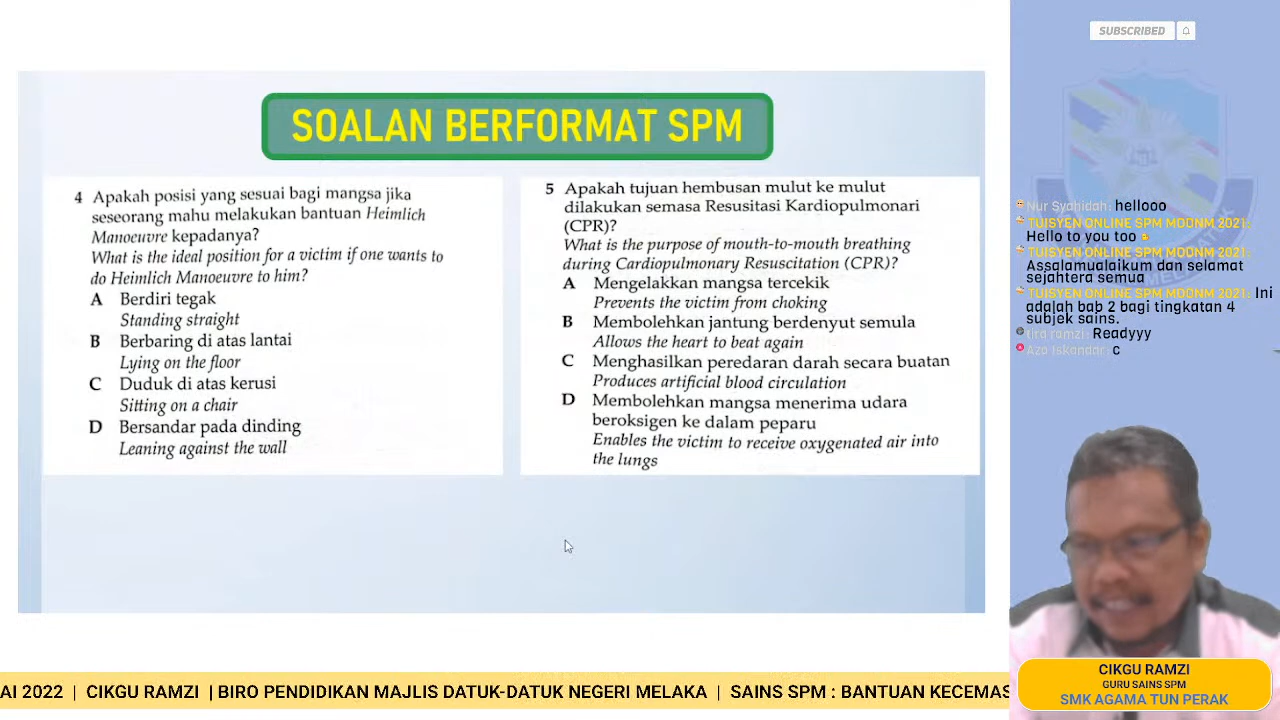 SUBSCRIBED
SOALAN BERFORMAT SPM
4 Apakah posisi yang sesuai bagi mangsa jika
seseorang mahu melakukan bantuan Heimlich
Manoeuvre kepadanya?
What is the ideal position for a victim if one wants to
do Heimlich Manoeuvre to him?
A Berdiri tegak
Standing straight
B Berbaring di atas lantai
Lying on the floor
C Duduk di atas kerusi
Sitting on a chair
D Bersandar pada dinding
Leaning against the wall
5 Apakah tujuan hembusan mulut ke mulut
dilakukan semasa Resusitasi Kardiopulmonari
(CPR)?
What is the purpose of mouth-to-mouth breathing
during Cardiopulmonary Resuscitation (CPR)?
A Mengelakkan mangsa tercekik
Prevents the victim from choking
B Membolehkan jantung berdenyut semula
Allows the heart to beat again
C Menghasilkan peredaran darah secara buatan
Produces artificial blood circulation
D Membolehkan mangsa menerima udara
beroksigen ke dalam peparu
Enables the victim to receive oxygenated air into
the lungs
Nur Syahidah: hellooo
TUISYEN ONLINE SPM MDDNM 2021:
Hello to you too
TUISYEN ONLINE SPM MDDNM 2021:
Assalamualaikum dan selamat
sejahtera semua
TUISYEN ONLINE SPM MDDNM 2021: Ini
adalah bab 2 bagi tingkatan 4
subjek sains.
tira ramzi: Readyyy
Aza Iskandar: c
CIKGU RAMZI
GURU SAINS SPM
SMK AGAMA TUN PERAK
AI 2022 | CIKGU RAMZI | BIRO PENDIDIKAN MAJLIS DATUK-DATUK NEGERI MELAKA | SAINS SPM : BANTUAN KECEMAS